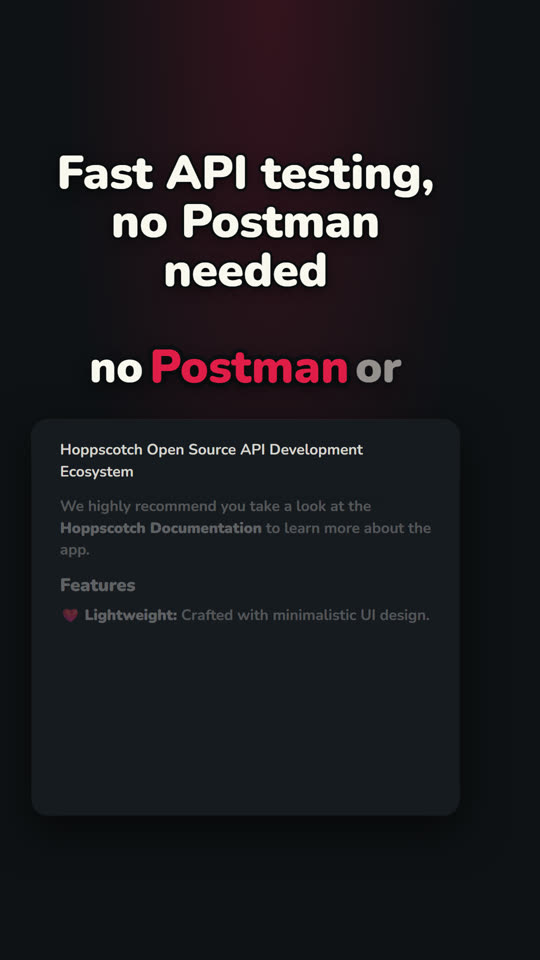 Fast API testing,
no Postman
needed
no Postman or
Hoppscotch Open Source API Development
Ecosystem
We highly recommend you take a look at the
Hoppscotch Documentation to learn more about the
app.
Features
💗 Lightweight: Crafted with minimalistic UI design.